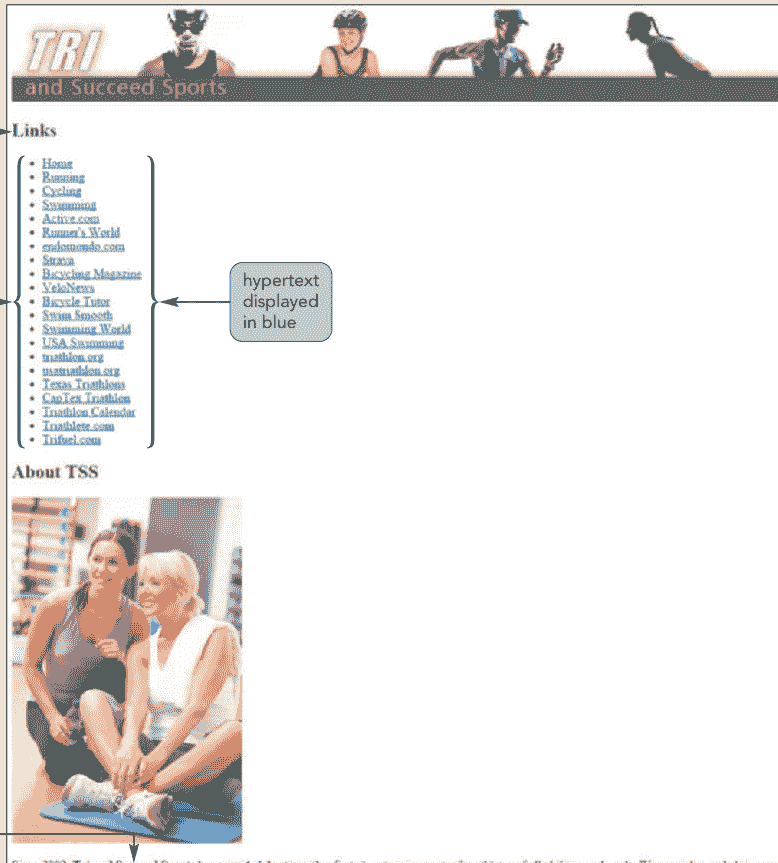 TRI
and Succeed Sports
Links
Home
Running
Cycling
Swimming
Active.com
Runner's World
endomondo.com
Strava
Bicycling Magazine
VeloNews
Bicycle Tutor
Swim Smooth
Swimming World
USA Swimming
triathlon.org
usatriathlon.org
Texas Triathlons
CapTex Triathlon
Triathlon Calendar
Triathlete.com
Trifuel.com
hypertext
displayed
in blue
About TSS